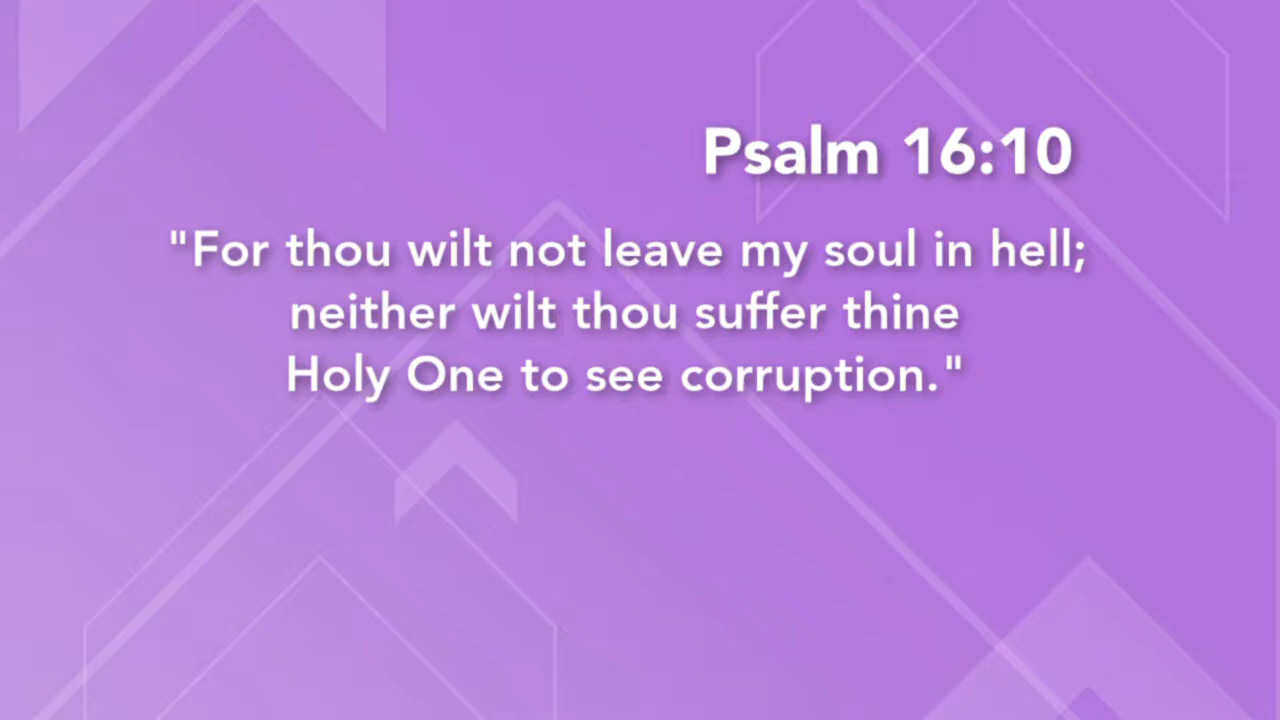 Psalm 16:10
"For thou wilt not leave my soul in hell;
neither wilt thou suffer thine
Holy One to see corruption."